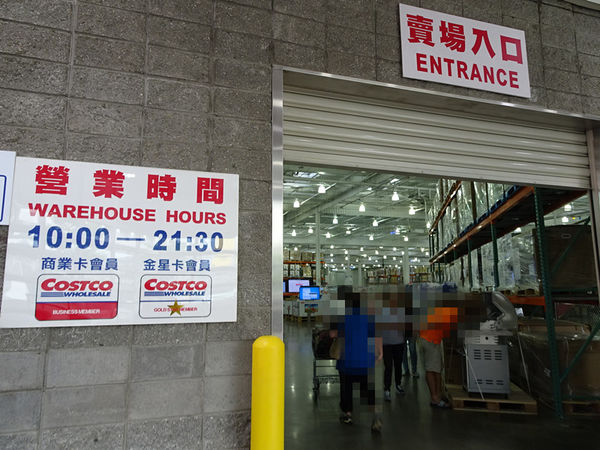 賣場入口
ENTRANCE
營業時間
WAREHOUSE HOURS
10:00 — 21:30
商業卡會員 金星卡會員
COSTCO COSTCO
WHOLESALE WHOLESALE
BUSINESS MEMBER GOLD STAR MEMBER